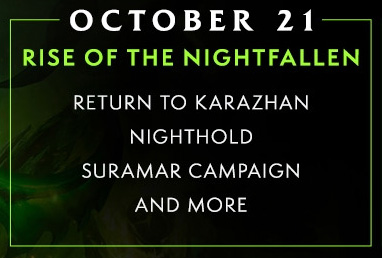 OCTOBER 21
RISE OF THE NIGHTFALLEN
RETURN TO KARAZHAN
NIGHTHOLD
SURAMAR CAMPAIGN
AND MORE